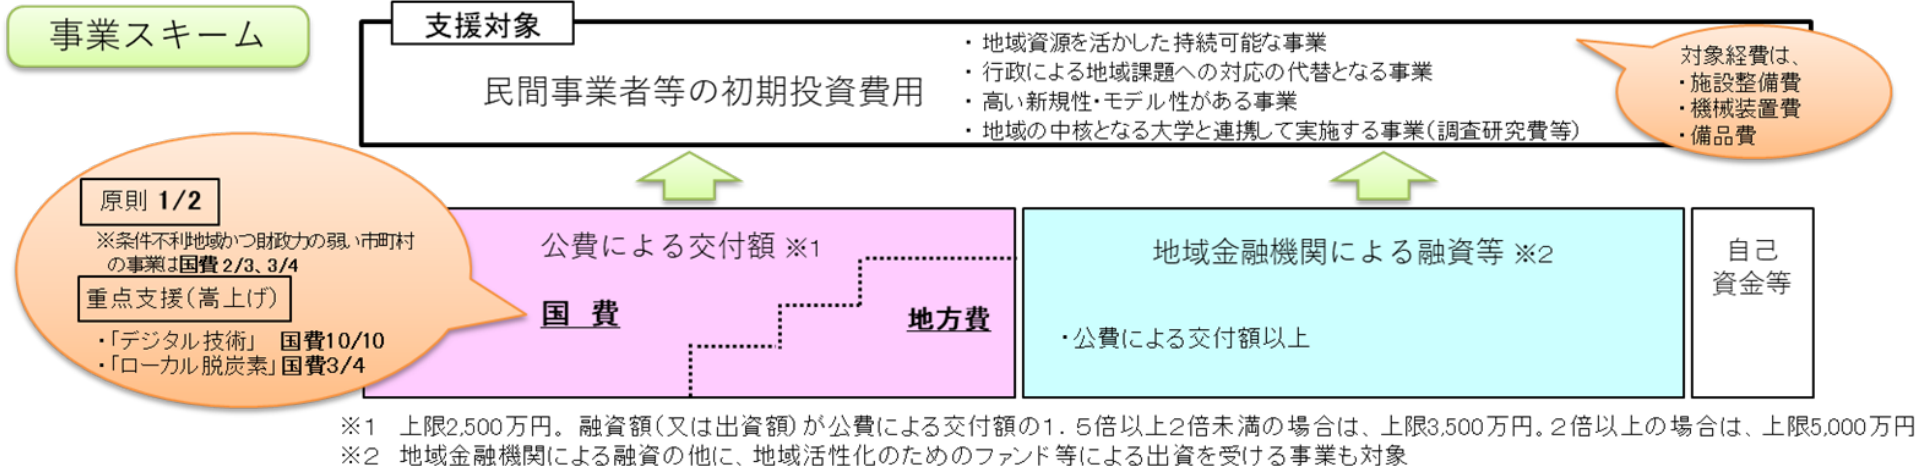 事業スキーム
支援対象
民間事業者等の初期投資費用
・地域資源を活かした持続可能な事業
・行政による地域課題への対応の代替となる事業
・高い新規性・モデル性がある事業
・地域の中核となる大学と連携して実施する事業(調査研究費等)
対象経費は、
・施設整備費
・機械装置費
・備品費
原則 1/2
※条件不利地域かつ財政力の弱い市町村
の事業は国費 2/3、3/4
重点支援(嵩上げ)
・「デジタル技術」 国費10/10
・「ローカル脱炭素」国費3/4
公費による交付額 ※1
国 費
地方費
地域金融機関による融資等 ※2
・公費による交付額以上
自己
資金等
※1 上限2,500万円。融資額(又は出資額)が公費による交付額の1.5倍以上2倍未満の場合は、上限3,500万円。2倍以上の場合は、上限5,000万円
※2 地域金融機関による融資の他に、地域活性化のためのファンド等による出資を受ける事業も対象